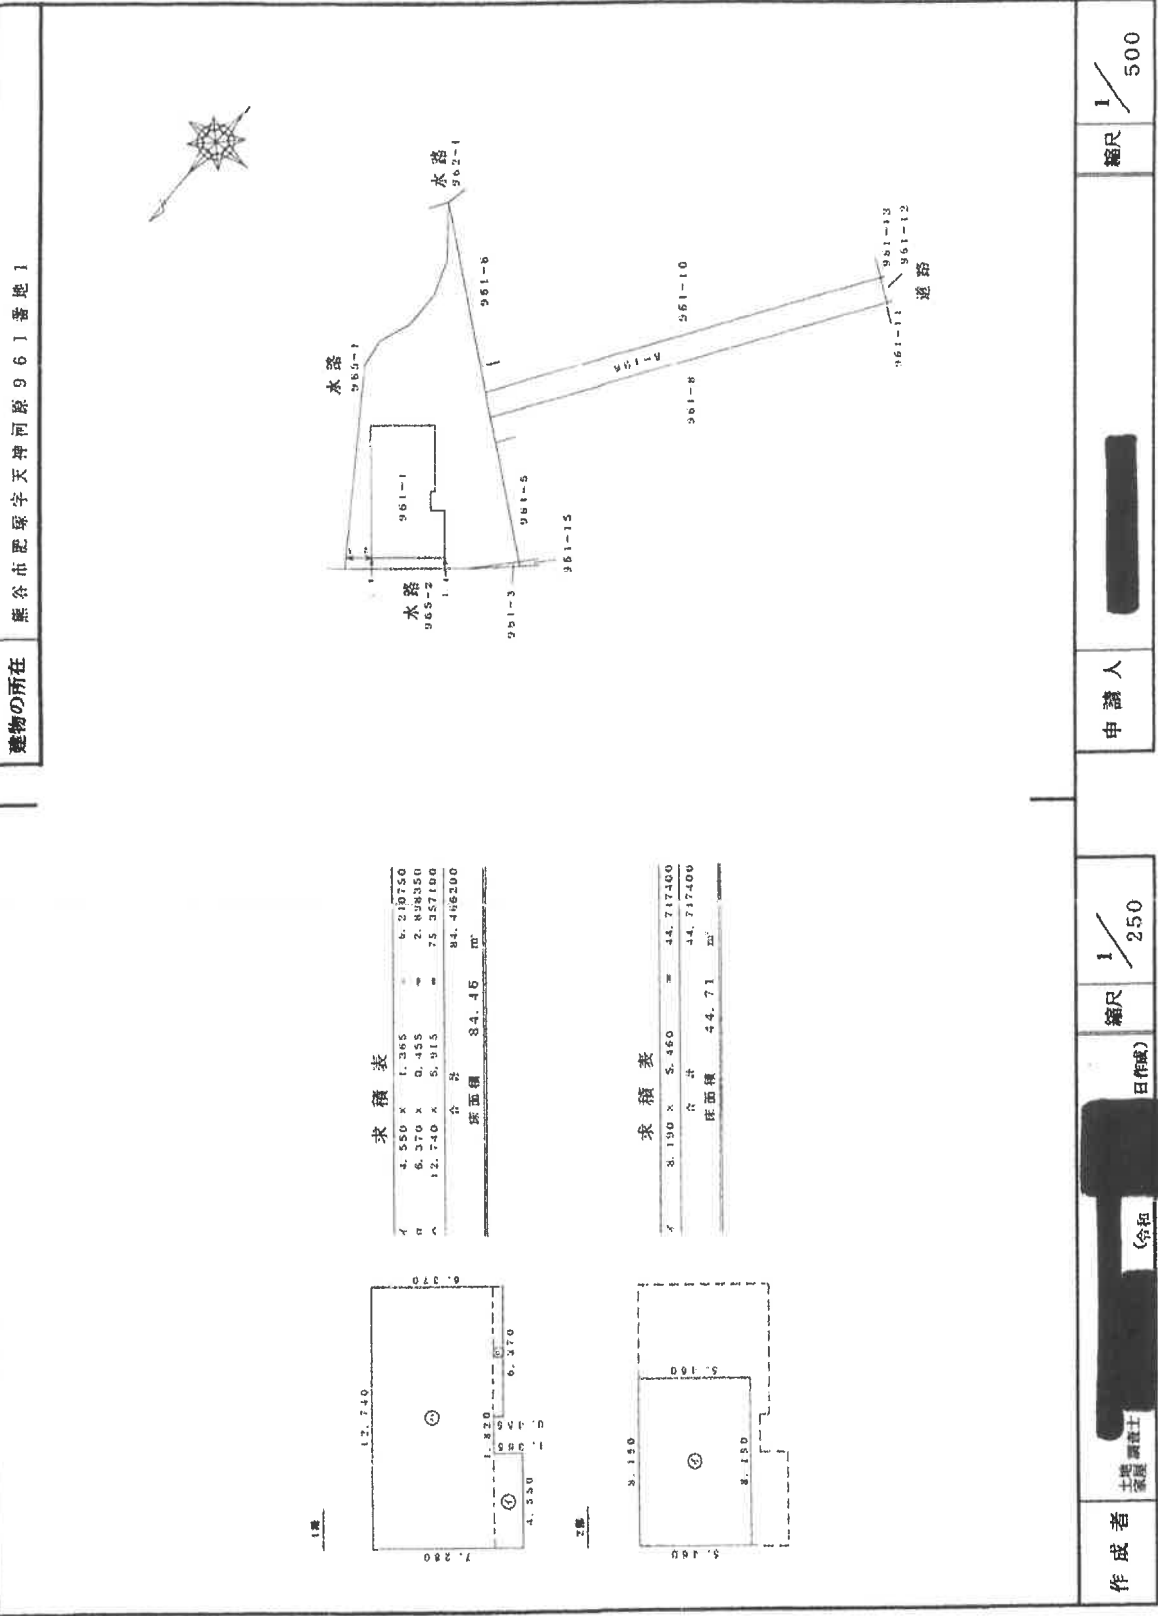 建物の所在
熊谷市肥塚字天神河原961番地1
水路
965-1
水路
962-1
961-6
961-1
961-10
961-8
961-5
961-15
水路
965-2
961-3
961-11
961-12
道路
申請人
縮尺 1/500
1階
12.740
6.370
7.280
ハ
1.820
6.370
4.550
イ
求積表
イ 4.550 × 1.365 = 6.210750
ロ 6.370 × 0.455 = 2.898350
ハ 12.740 × 5.915 = 75.357100
合計 84.466200
床面積 84.46 ㎡
2階
8.190
5.460
5.460
8.190
イ
求積表
イ 8.190 × 5.460 = 44.717400
合計 44.717400
床面積 44.71 ㎡
作成者
土地家屋調査士
(令和
日作成)
縮尺 1/250